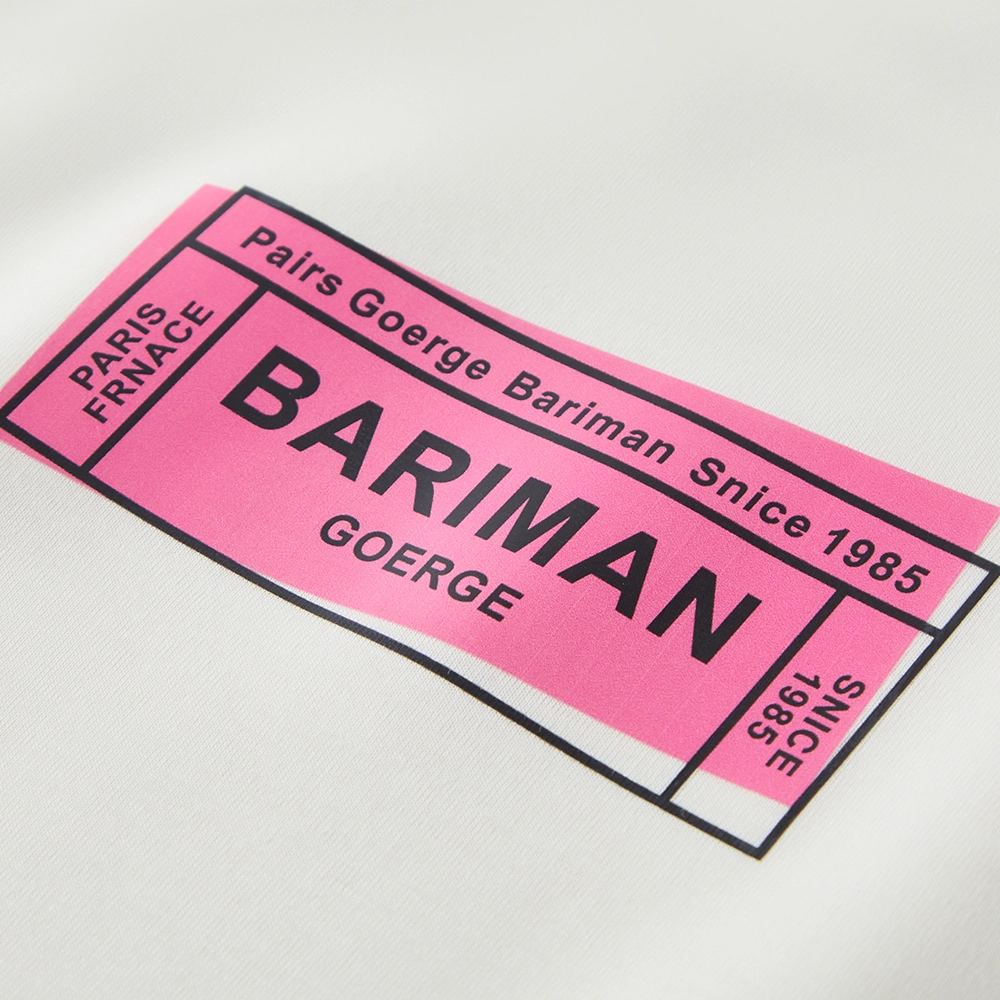 Pairs Goerge Bariman Snice 1985
PARIS
FRNACE
BARIMAN
GOERGE
SNICE
1985